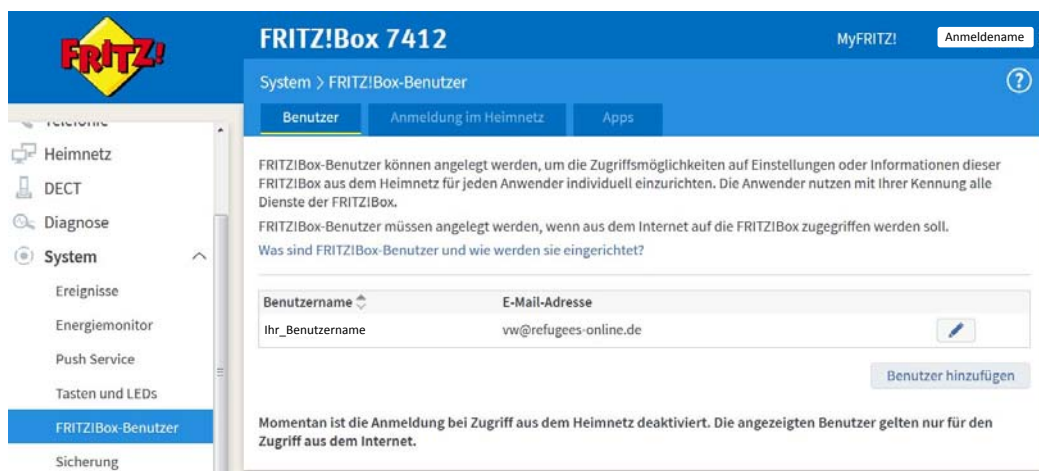 FRITZ!
FRITZ!Box 7412
MyFRITZ!
Anmeldename
System > FRITZ!Box-Benutzer
?
Benutzer
Anmeldung im Heimnetz
Apps
Telefonie
Heimnetz
DECT
Diagnose
System
Ereignisse
Energiemonitor
Push Service
Tasten und LEDs
FRITZ!Box-Benutzer
Sicherung
FRITZ!Box-Benutzer können angelegt werden, um die Zugriffsmöglichkeiten auf Einstellungen oder Informationen dieser
FRITZ!Box aus dem Heimnetz für jeden Anwender individuell einzurichten. Die Anwender nutzen mit Ihrer Kennung alle
Dienste der FRITZ!Box.
FRITZ!Box-Benutzer müssen angelegt werden, wenn aus dem Internet auf die FRITZ!Box zugegriffen werden soll.
Was sind FRITZ!Box-Benutzer und wie werden sie eingerichtet?
Benutzername E-Mail-Adresse
Ihr_Benutzername vw@refugees-online.de
Benutzer hinzufügen
Momentan ist die Anmeldung bei Zugriff aus dem Heimnetz deaktiviert. Die angezeigten Benutzer gelten nur für den
Zugriff aus dem Internet.